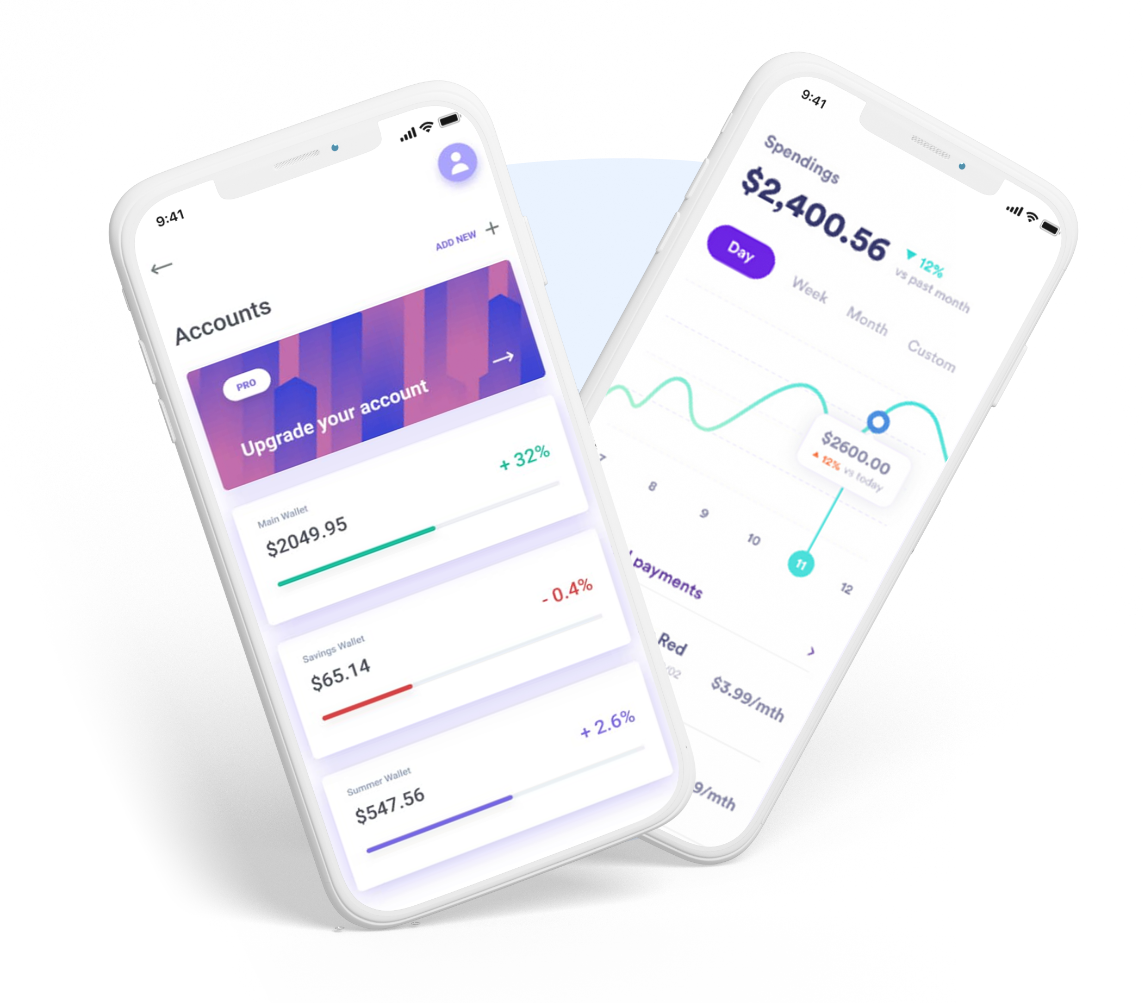 9:41
ADD NEW +
Accounts
PRO
Upgrade your account
+ 32%
Main Wallet
$2049.95
- 0.4%
Savings Wallet
$65.14
+ 2.6%
Summer Wallet
$547.56
9:41
Spendings
$2,400.56
▼ 12%
vs past month
Day Week Month Custom
$2600.00
▲ 12% vs today
8 9 10 11 12
payments
Red
/02
$3.99/mth
9/mth